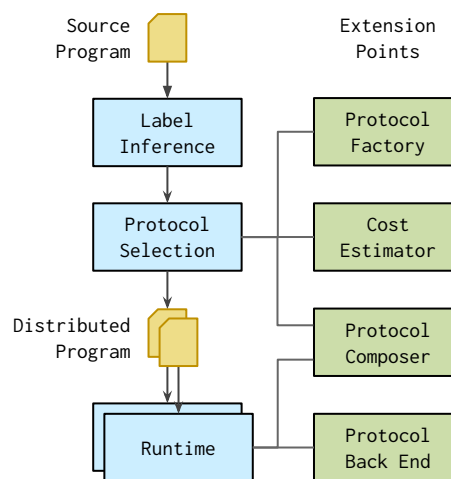 Source
Program
Extension
Points
Label
Inference
Protocol
Factory
Protocol
Selection
Cost
Estimator
Distributed
Program
Protocol
Composer
Runtime
Protocol
Back End